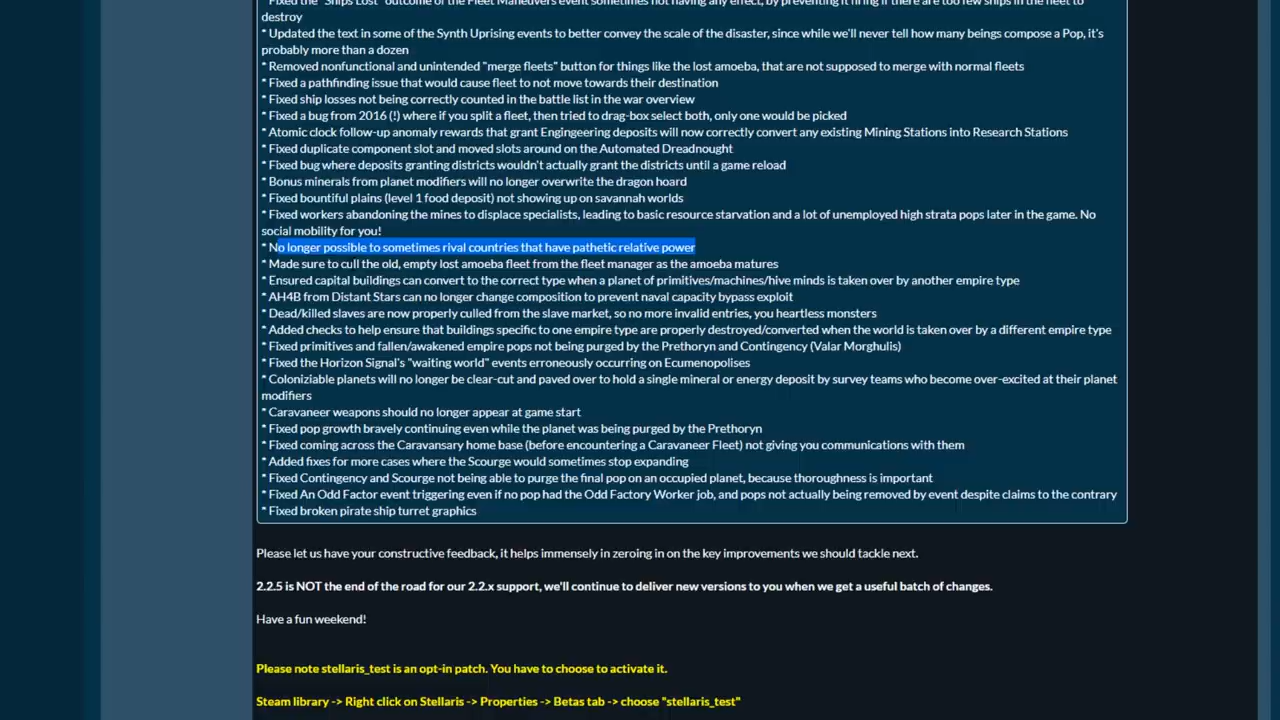 * Fixed the "Ships Lost" outcome of the Fleet Maneuvers event sometimes not having any effect, by preventing it firing if there are too few ships in the fleet to
destroy
* Updated the text in some of the Synth Uprising events to better convey the scale of the disaster, since while we'll never tell how many beings compose a Pop, it's
probably more than a dozen
* Removed nonfunctional and unintended "merge fleets" button for things like the lost amoeba, that are not supposed to merge with normal fleets
* Fixed a pathfinding issue that would cause fleet to not move towards their destination
* Fixed ship losses not being correctly counted in the battle list in the war overview
* Fixed a bug from 2016 (!) where if you split a fleet, then tried to drag-box select both, only one would be picked
* Atomic clock follow-up anomaly rewards that grant Engingeering deposits will now correctly convert any existing Mining Stations into Research Stations
* Fixed duplicate component slot and moved slots around on the Automated Dreadnought
* Fixed bug where deposits granting districts wouldn't actually grant the districts until a game reload
* Bonus minerals from planet modifiers will no longer overwrite the dragon hoard
* Fixed bountiful plains (level 1 food deposit) not showing up on savannah worlds
* Fixed workers abandoning the mines to displace specialists, leading to basic resource starvation and a lot of unemployed high strata pops later in the game. No
social mobility for you!
* No longer possible to sometimes rival countries that have pathetic relative power
* Made sure to cull the old, empty lost amoeba fleet from the fleet manager as the amoeba matures
* Ensured capital buildings can convert to the correct type when a planet of primitives/machines/hive minds is taken over by another empire type
* AH4B from Distant Stars can no longer change composition to prevent naval capacity bypass exploit
* Dead/killed slaves are now properly culled from the slave market, so no more invalid entries, you heartless monsters
* Added checks to help ensure that buildings specific to one empire type are properly destroyed/converted when the world is taken over by a different empire type
* Fixed primitives and fallen/awakened empire pops not being purged by the Prethoryn and Contingency (Valar Morghulis)
* Fixed the Horizon Signal's "waiting world" events erroneously occurring on Ecumenopolises
* Coloniziable planets will no longer be clear-cut and paved over to hold a single mineral or energy deposit by survey teams who become over-excited at their planet
modifiers
* Caravaneer weapons should no longer appear at game start
* Fixed pop growth bravely continuing even while the planet was being purged by the Prethoryn
* Fixed coming across the Caravansary home base (before encountering a Caravaneer Fleet) not giving you communications with them
* Added fixes for more cases where the Scourge would sometimes stop expanding
* Fixed Contingency and Scourge not being able to purge the final pop on an occupied planet, because thoroughness is important
* Fixed An Odd Factor event triggering even if no pop had the Odd Factory Worker job, and pops not actually being removed by event despite claims to the contrary
* Fixed broken pirate ship turret graphics
Please let us have your constructive feedback, it helps immensely in zeroing in on the key improvements we should tackle next.
2.2.5 is NOT the end of the road for our 2.2.x support, we'll continue to deliver new versions to you when we get a useful batch of changes.
Have a fun weekend!
Please note stellaris_test is an opt-in patch. You have to choose to activate it.
Steam library -> Right click on Stellaris -> Properties -> Betas tab -> choose "stellaris_test"